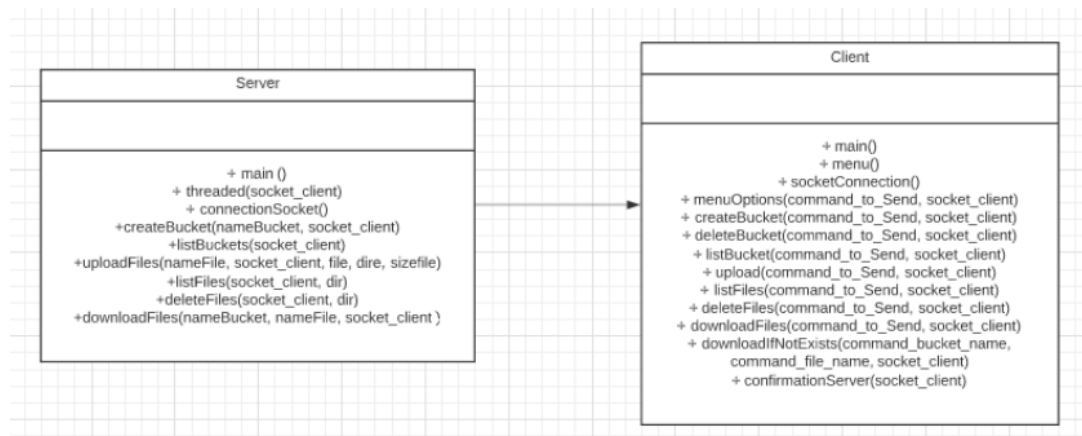 Server
+ main ()
+ threaded(socket_client)
+ connectionSocket()
+createBucket(nameBucket, socket_client)
+listBuckets(socket_client)
+uploadFiles(nameFile, socket_client, file, dire, sizefile)
+listFiles(socket_client, dir)
+deleteFiles(socket_client, dir)
+downloadFiles(nameBucket, nameFile, socket_client )
Client
+ main()
+ menu()
+ socketConnection()
+ menuOptions(command_to_Send, socket_client)
+ createBucket(command_to_Send, socket_client)
+ deleteBucket(command_to_Send, socket_client)
+ listBucket(command_to_Send, socket_client)
+ upload(command_to_Send, socket_client)
+ listFiles(command_to_Send, socket_client)
+ deleteFiles(command_to_Send, socket_client)
+ downloadFiles(command_to_Send, socket_client)
+ downloadIfNotExists(command_bucket_name,
command_file_name, socket_client)
+ confirmationServer(socket_client)